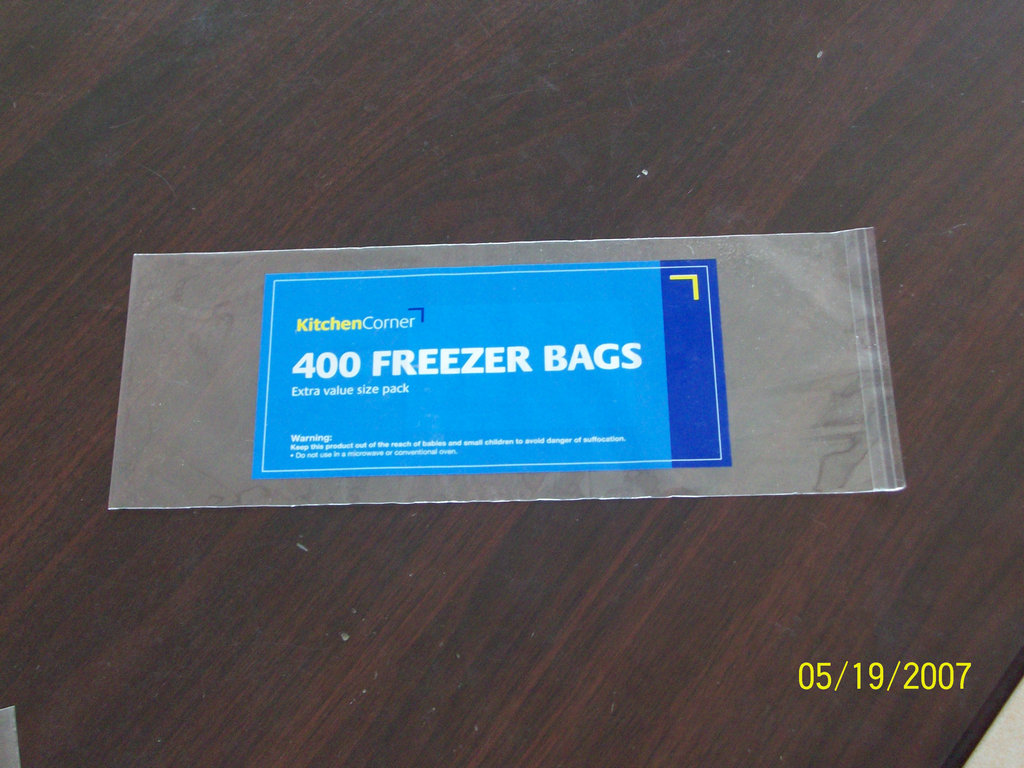 KitchenCorner
400 FREEZER BAGS
Extra value size pack
Warning:
Keep this product out of the reach of babies and small children to avoid danger of suffocation.
• Do not use in a microwave or conventional oven.
05/19/2007